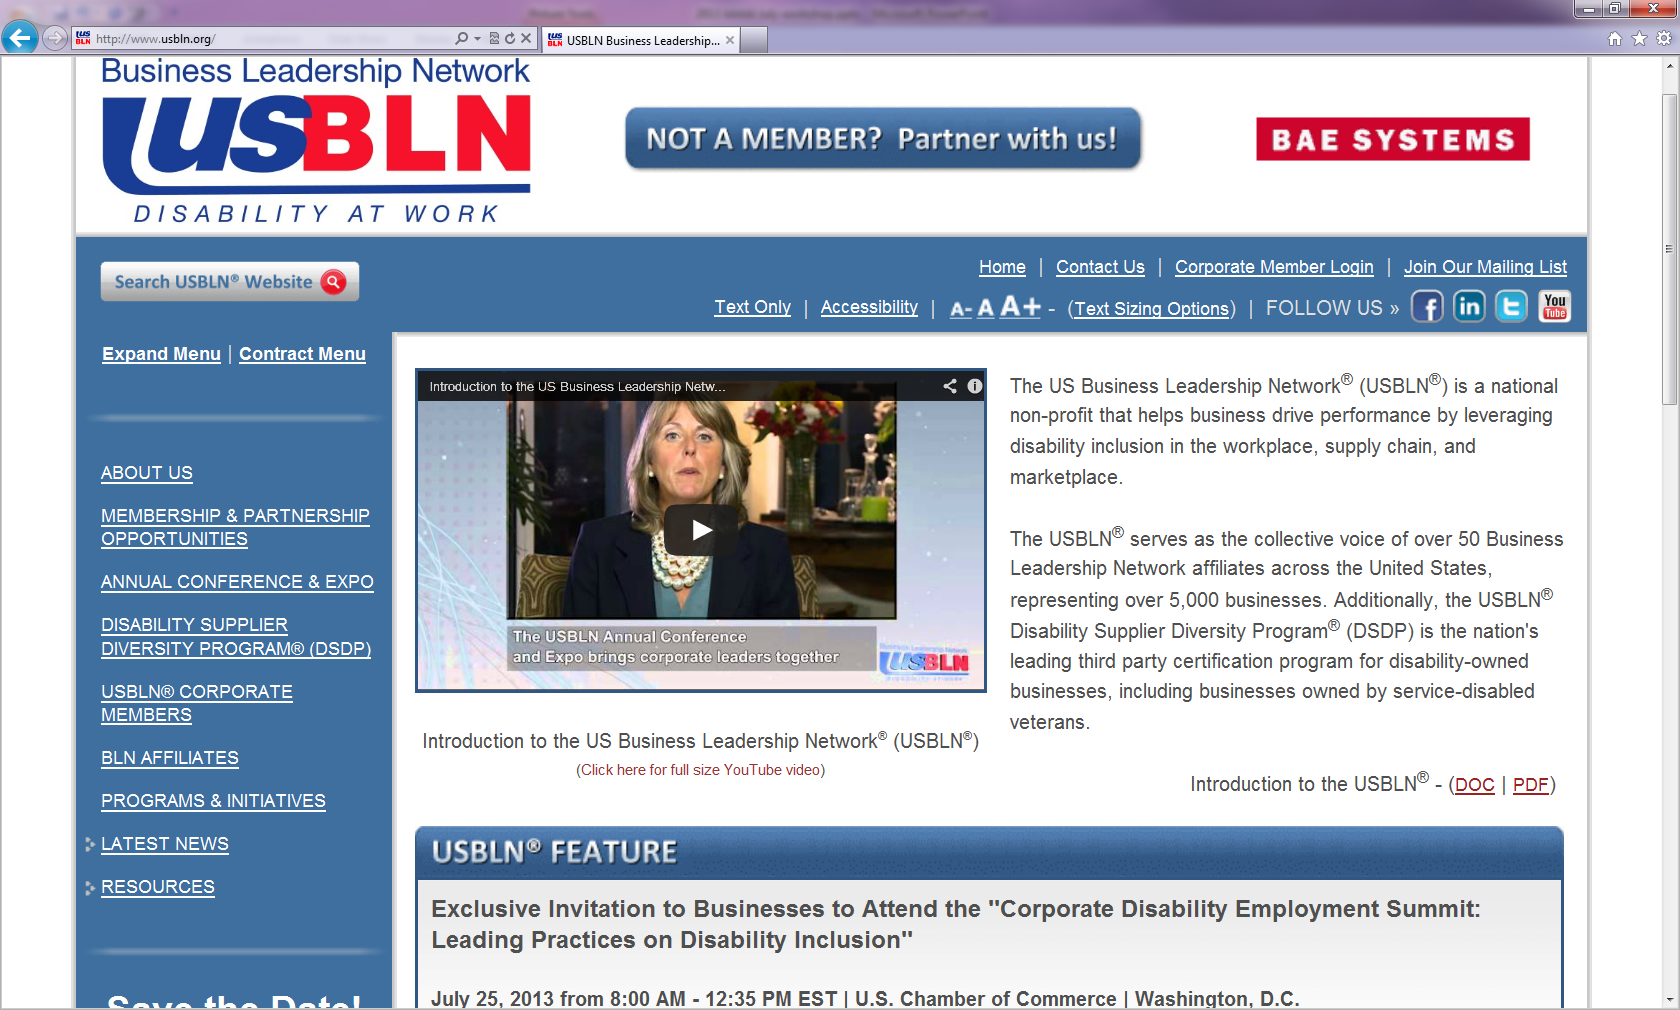 http://www.usbln.org/
USBLN Business Leadership...
Business Leadership Network
USBLN
DISABILITY AT WORK
NOT A MEMBER? Partner with us!
BAE SYSTEMS
Search USBLN® Website
Home | Contact Us | Corporate Member Login | Join Our Mailing List
Text Only | Accessibility | A- A A+ - (Text Sizing Options) | FOLLOW US »
You Tube
Expand Menu | Contract Menu
ABOUT US
MEMBERSHIP & PARTNERSHIP
OPPORTUNITIES
ANNUAL CONFERENCE & EXPO
DISABILITY SUPPLIER
DIVERSITY PROGRAM® (DSDP)
USBLN® CORPORATE
MEMBERS
BLN AFFILIATES
PROGRAMS & INITIATIVES
LATEST NEWS
RESOURCES
Save the Date!
Introduction to the US Business Leadership Netw...
The USBLN Annual Conference
and Expo brings corporate leaders together
Business Leadership Network
USBLN
DISABILITY AT WORK
Introduction to the US Business Leadership Network® (USBLN®)
(Click here for full size YouTube video)
The US Business Leadership Network® (USBLN®) is a national
non-profit that helps business drive performance by leveraging
disability inclusion in the workplace, supply chain, and
marketplace.
The USBLN® serves as the collective voice of over 50 Business
Leadership Network affiliates across the United States,
representing over 5,000 businesses. Additionally, the USBLN®
Disability Supplier Diversity Program® (DSDP) is the nation's
leading third party certification program for disability-owned
businesses, including businesses owned by service-disabled
veterans.
Introduction to the USBLN® - (DOC | PDF)
USBLN® FEATURE
Exclusive Invitation to Businesses to Attend the "Corporate Disability Employment Summit:
Leading Practices on Disability Inclusion"
July 25, 2013 from 8:00 AM - 12:35 PM EST | U.S. Chamber of Commerce | Washington, D.C.